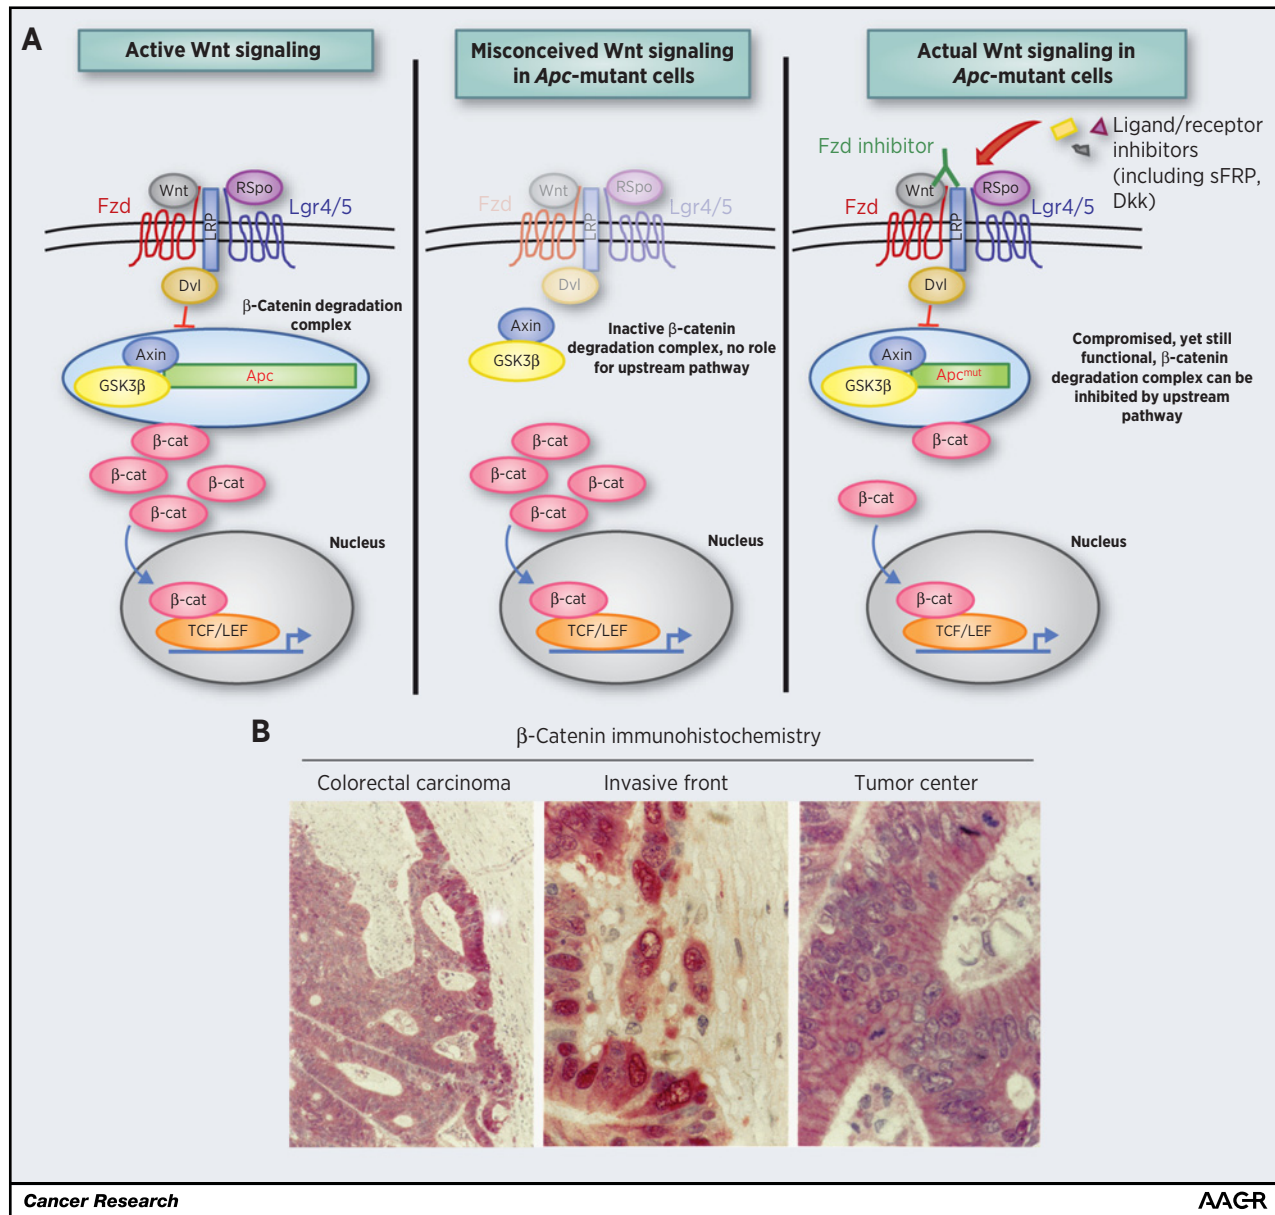 A
Active Wnt signaling
Wnt
RSpo
Fzd
LRP
Lgr4/5
Dvl
β-Catenin degradation
complex
Axin
GSK3β
Apc
β-cat
β-cat
β-cat
β-cat
Nucleus
β-cat
TCF/LEF
Misconceived Wnt signaling
in Apc-mutant cells
Wnt
RSpo
Fzd
LRP
Lgr4/5
Dvl
Axin
GSK3β
Inactive β-catenin
degradation complex, no role
for upstream pathway
β-cat
β-cat
β-cat
β-cat
Nucleus
β-cat
TCF/LEF
Actual Wnt signaling in
Apc-mutant cells
Fzd inhibitor
Ligand/receptor
inhibitors
(including sFRP,
Dkk)
Wnt
RSpo
Fzd
LRP
Lgr4/5
Dvl
Axin
GSK3β
Apcmut
Compromised, yet still
functional, β-catenin
degradation complex can be
inhibited by upstream
pathway
β-cat
β-cat
Nucleus
β-cat
TCF/LEF
B
β-Catenin immunohistochemistry
Colorectal carcinoma
Invasive front
Tumor center
Cancer Research
AACR